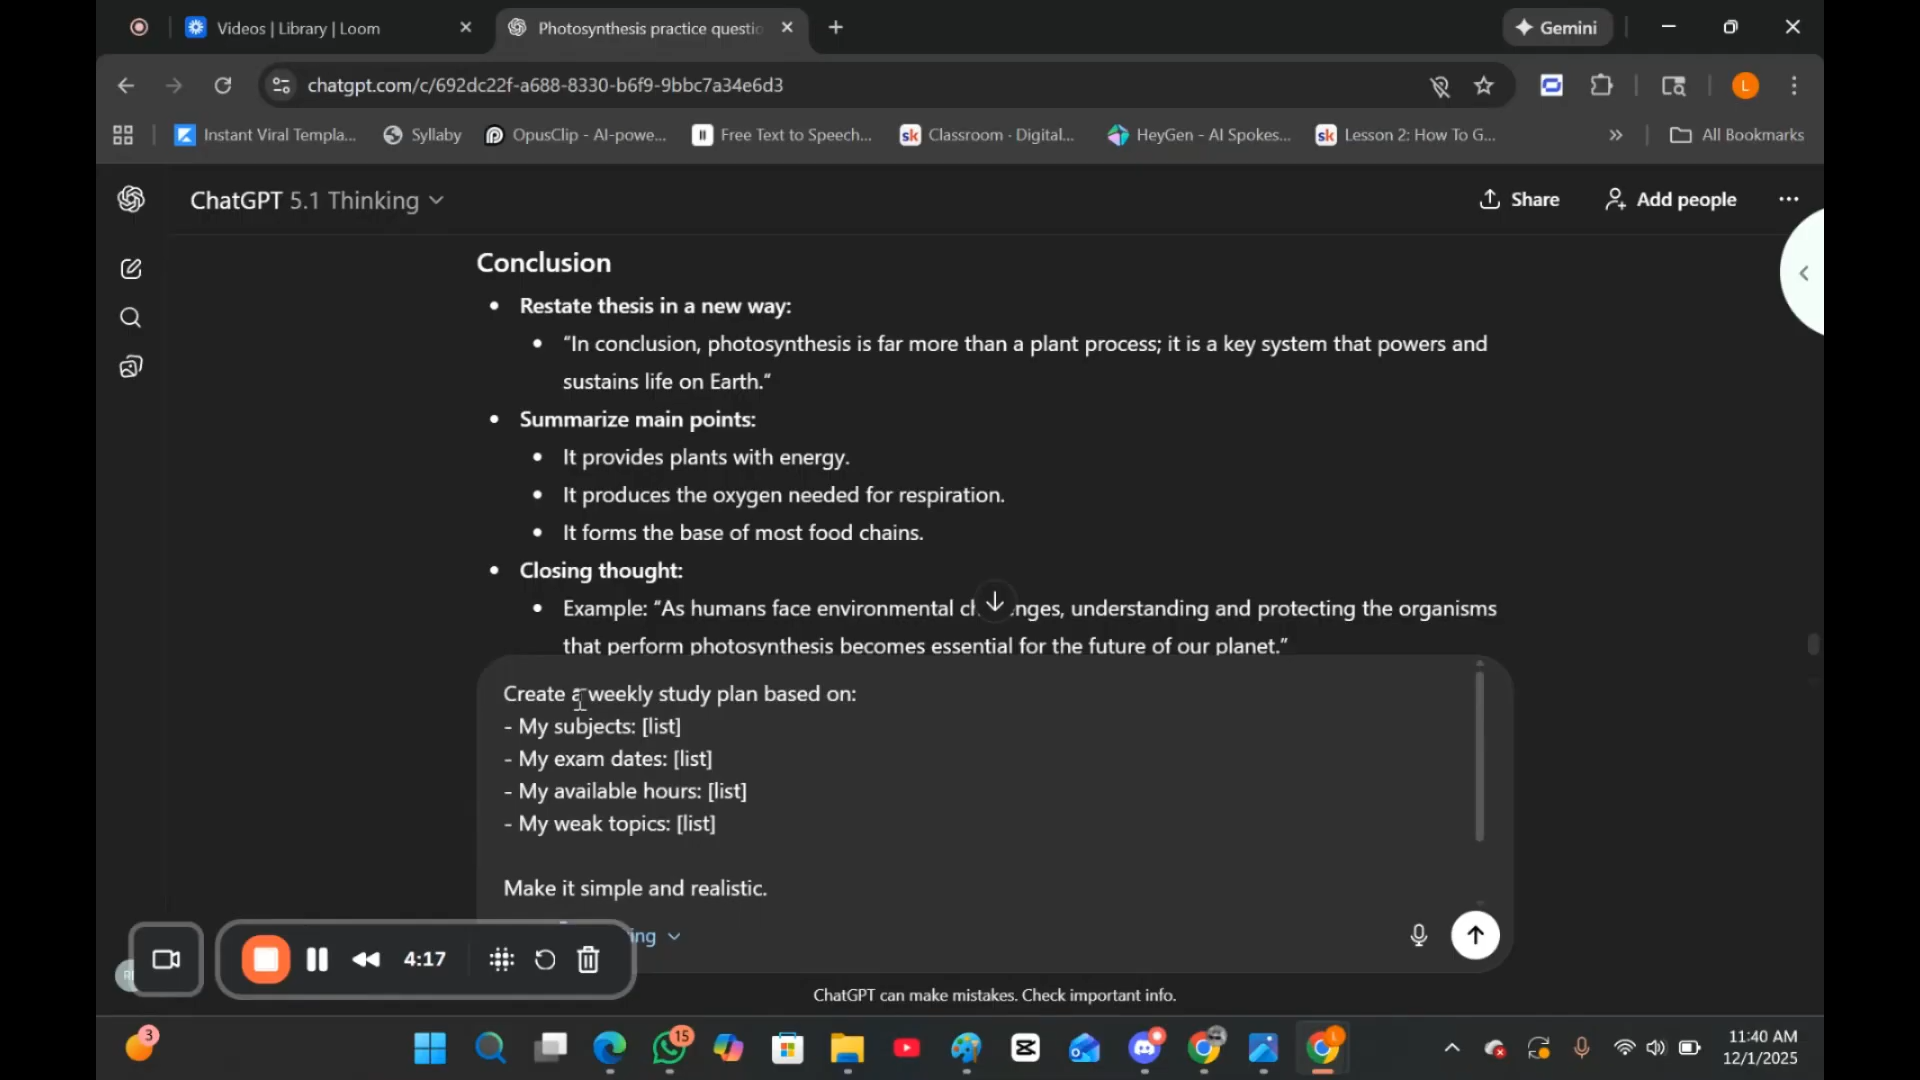 Videos | Library | Loom
Photosynthesis practice questio
Gemini
chatgpt.com/c/692dc22f-a688-8330-b6f9-9bbc7a34e6d3
L
Instant Viral Templa...
Syllaby
OpusClip - AI-powe...
Free Text to Speech...
sk Classroom - Digital...
HeyGen - AI Spokes...
sk Lesson 2: How To G...
All Bookmarks
ChatGPT 5.1 Thinking
Share
Add people
Conclusion
• Restate thesis in a new way:
• “In conclusion, photosynthesis is far more than a plant process; it is a key system that powers and
sustains life on Earth.”
• Summarize main points:
• It provides plants with energy.
• It produces the oxygen needed for respiration.
• It forms the base of most food chains.
• Closing thought:
• Example: “As humans face environmental ch nges, understanding and protecting the organisms
that perform photosynthesis becomes essential for the future of our planet.”
Create a weekly study plan based on:
- My subjects: [list]
- My exam dates: [list]
- My available hours: [list]
- My weak topics: [list]
Make it simple and realistic.
ing
4:17
ChatGPT can make mistakes. Check important info.
3
15
L
11:40 AM
12/1/2025